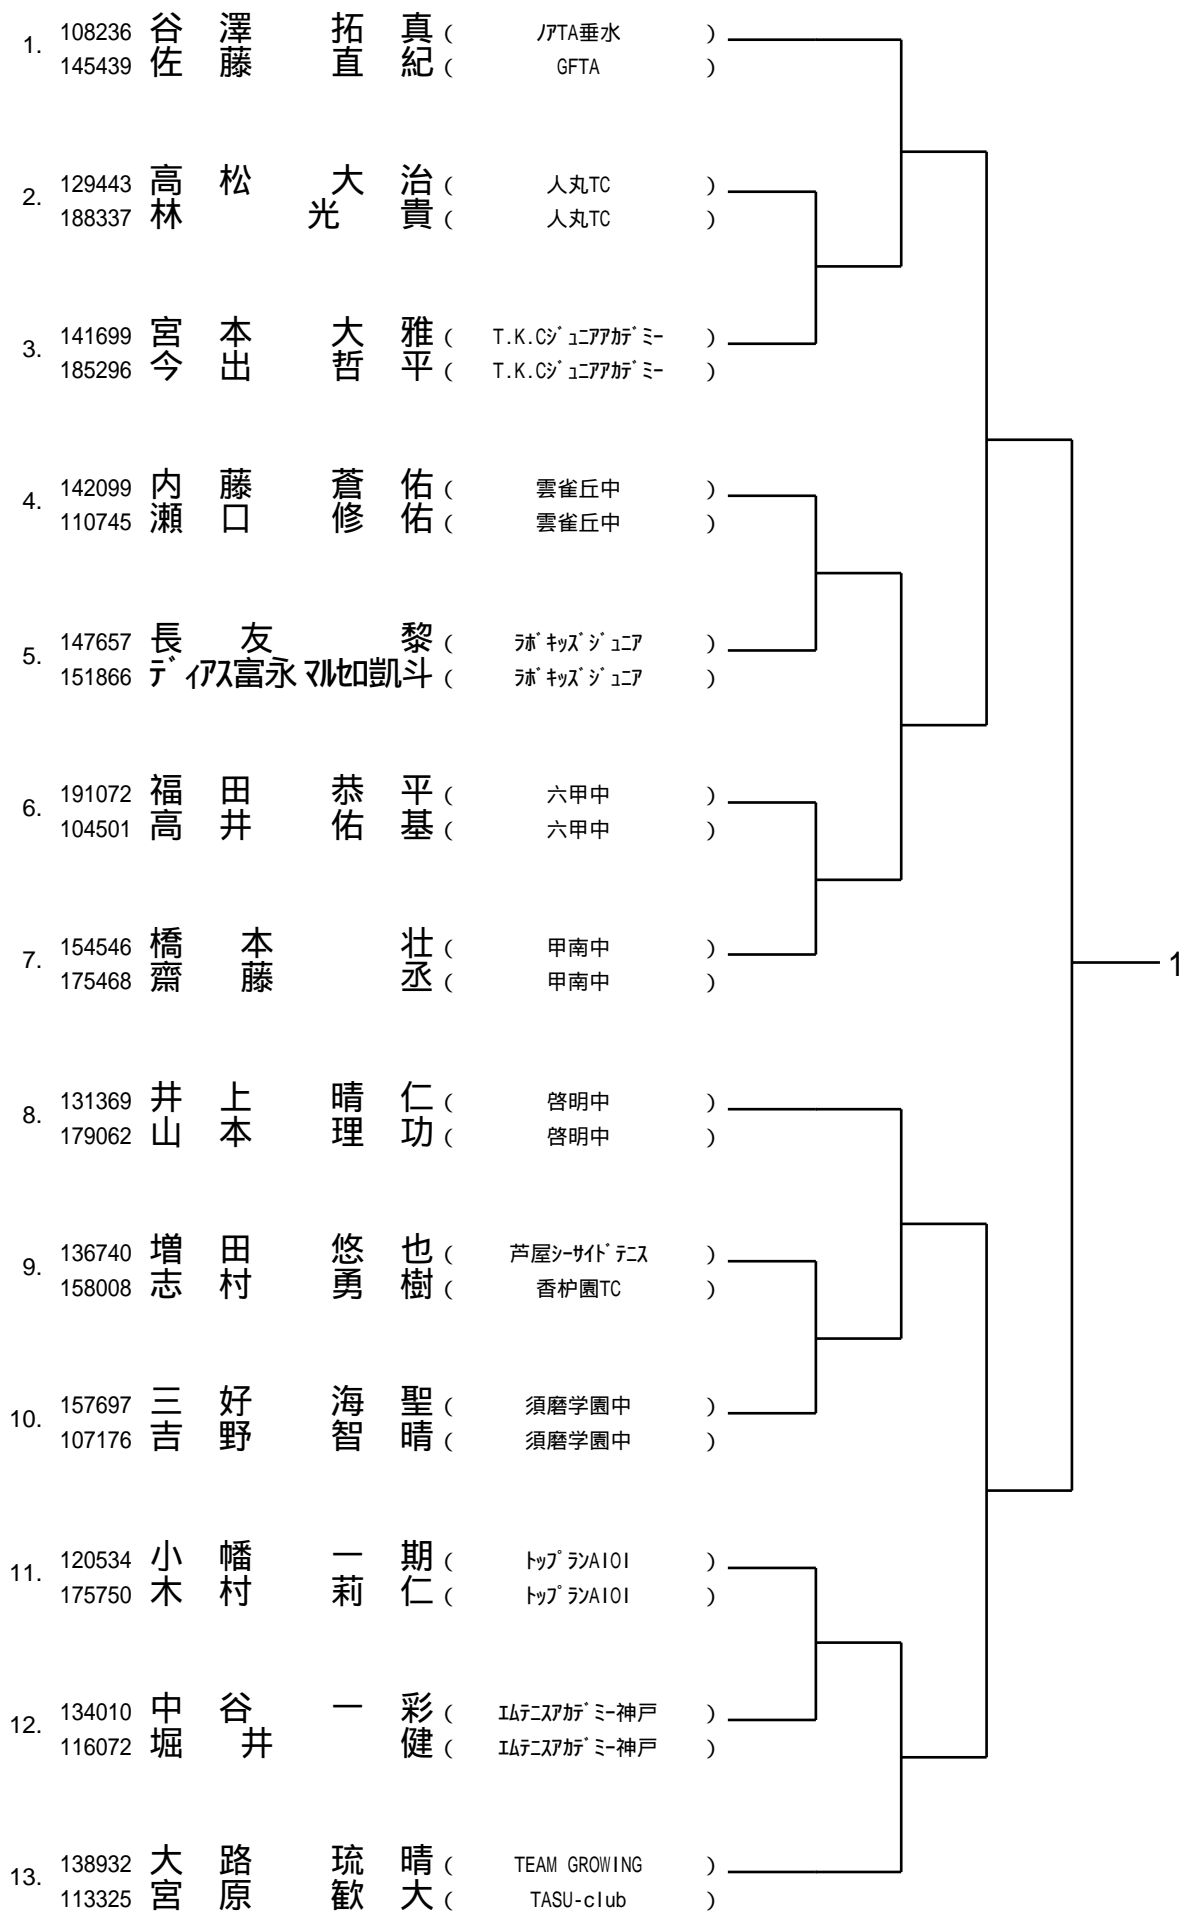 1. 108236 谷 澤 拓 真 ( ﾉｱTA垂水 )
145439 佐 藤 直 紀 ( GFTA )
2. 129443 高 松 大 治 ( 人丸TC )
188337 林 光 貴 ( 人丸TC )
3. 141699 宮 本 大 雅 ( T.K.Cｼﾞｭﾆｱｱｶﾃﾞﾐｰ )
185296 今 出 哲 平 ( T.K.Cｼﾞｭﾆｱｱｶﾃﾞﾐｰ )
4. 142099 内 藤 蒼 佑 ( 雲雀丘中 )
110745 瀬 口 修 佑 ( 雲雀丘中 )
5. 147657 長 友 黎 ( ﾗﾎﾞｷｯｽﾞｼﾞｭﾆｱ )
151866 ﾃﾞｨｱｽ富永 ﾏﾙｾﾛ凱斗 ( ﾗﾎﾞｷｯｽﾞｼﾞｭﾆｱ )
6. 191072 福 田 恭 平 ( 六甲中 )
104501 高 井 佑 基 ( 六甲中 )
7. 154546 橋 本 壮 ( 甲南中 )
175468 齋 藤 丞 ( 甲南中 )
1
8. 131369 井 上 晴 仁 ( 啓明中 )
179062 山 本 理 功 ( 啓明中 )
9. 136740 増 田 悠 也 ( 芦屋ｼｰｻｲﾄﾞﾃﾆｽ )
158008 志 村 勇 樹 ( 香枦園TC )
10. 157697 三 好 海 聖 ( 須磨学園中 )
107176 吉 野 智 晴 ( 須磨学園中 )
11. 120534 小 幡 一 期 ( ﾄｯﾌﾟﾗﾝAIOI )
175750 木 村 莉 仁 ( ﾄｯﾌﾟﾗﾝAIOI )
12. 134010 中 谷 一 彩 ( ｴﾑﾃﾆｽｱｶﾃﾞﾐｰ神戸 )
116072 堀 井 健 ( ｴﾑﾃﾆｽｱｶﾃﾞﾐｰ神戸 )
13. 138932 大 路 琉 晴 ( TEAM GROWING )
113325 宮 原 歓 大 ( TASU-club )